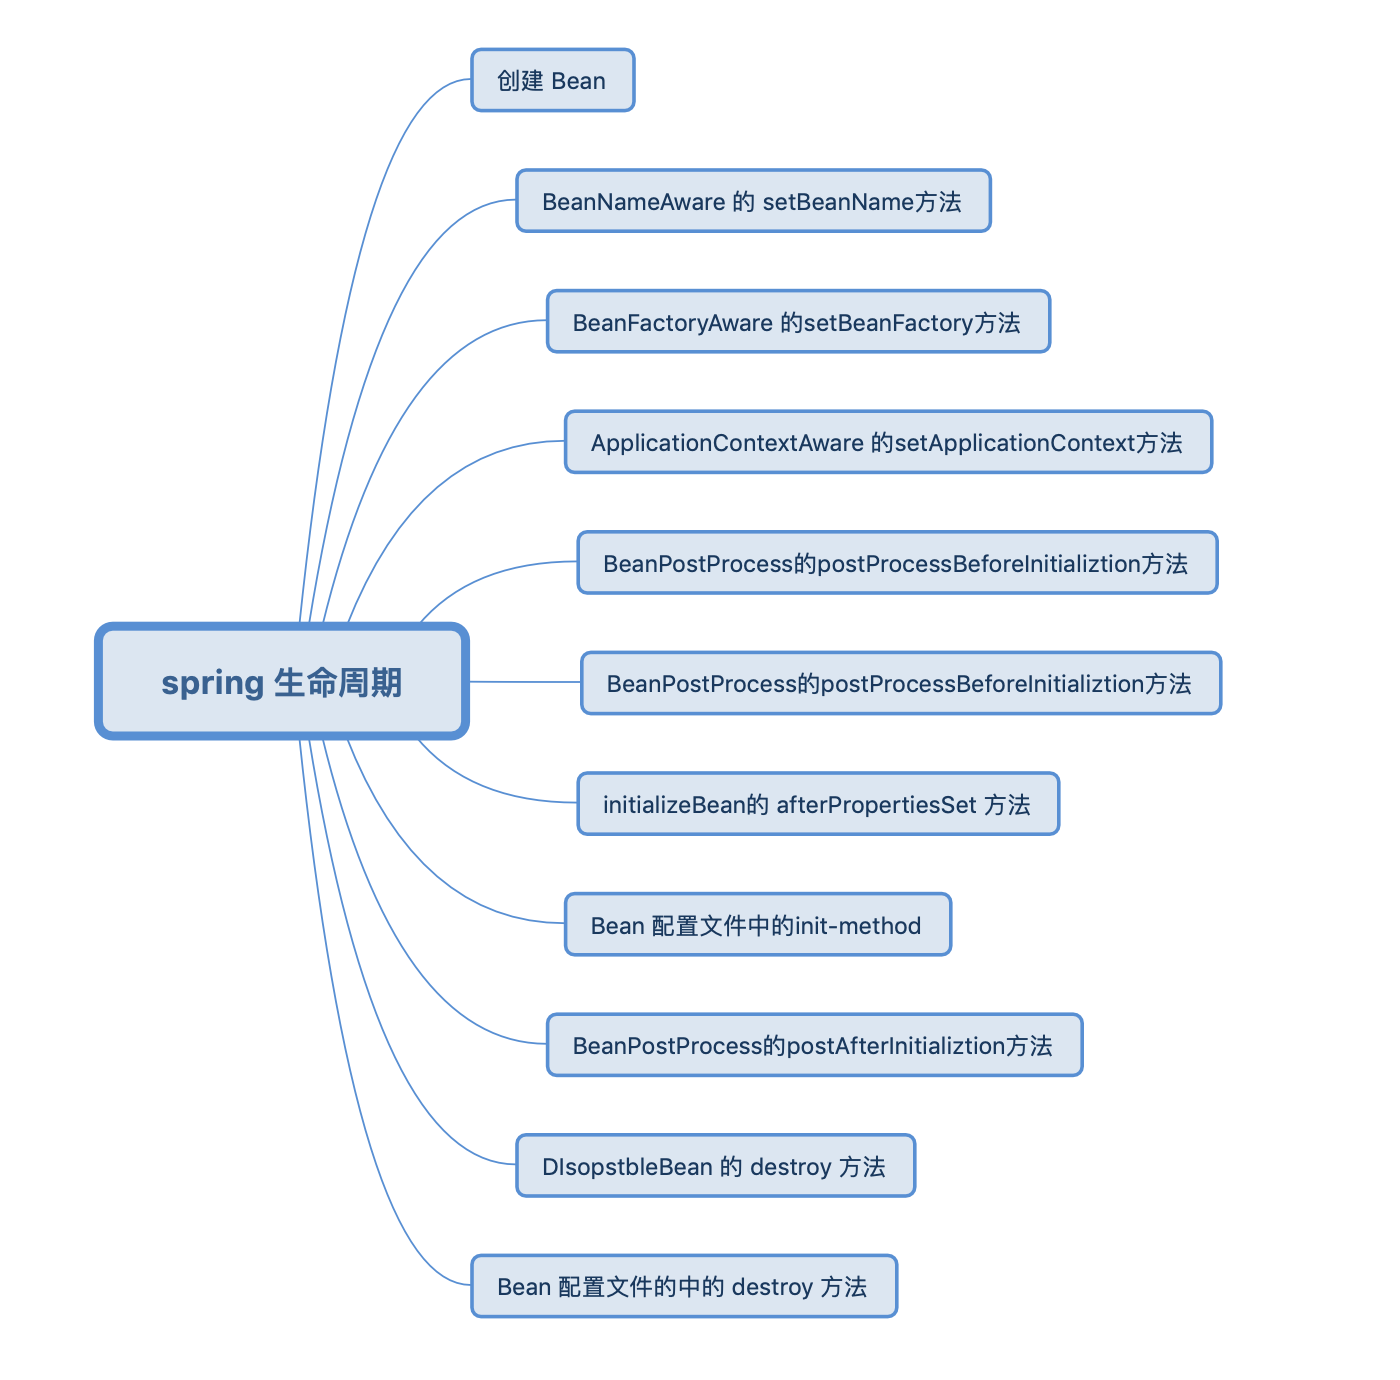 创建 Bean
BeanNameAware 的 setBeanName方法
BeanFactoryAware 的setBeanFactory方法
ApplicationContextAware 的setApplicationContext方法
BeanPostProcess的postProcessBeforeInitializtion方法
spring 生命周期
BeanPostProcess的postProcessBeforeInitializtion方法
initializeBean的 afterPropertiesSet 方法
Bean 配置文件中的init-method
BeanPostProcess的postAfterInitializtion方法
DIsopstbleBean 的 destroy 方法
Bean 配置文件的中的 destroy 方法